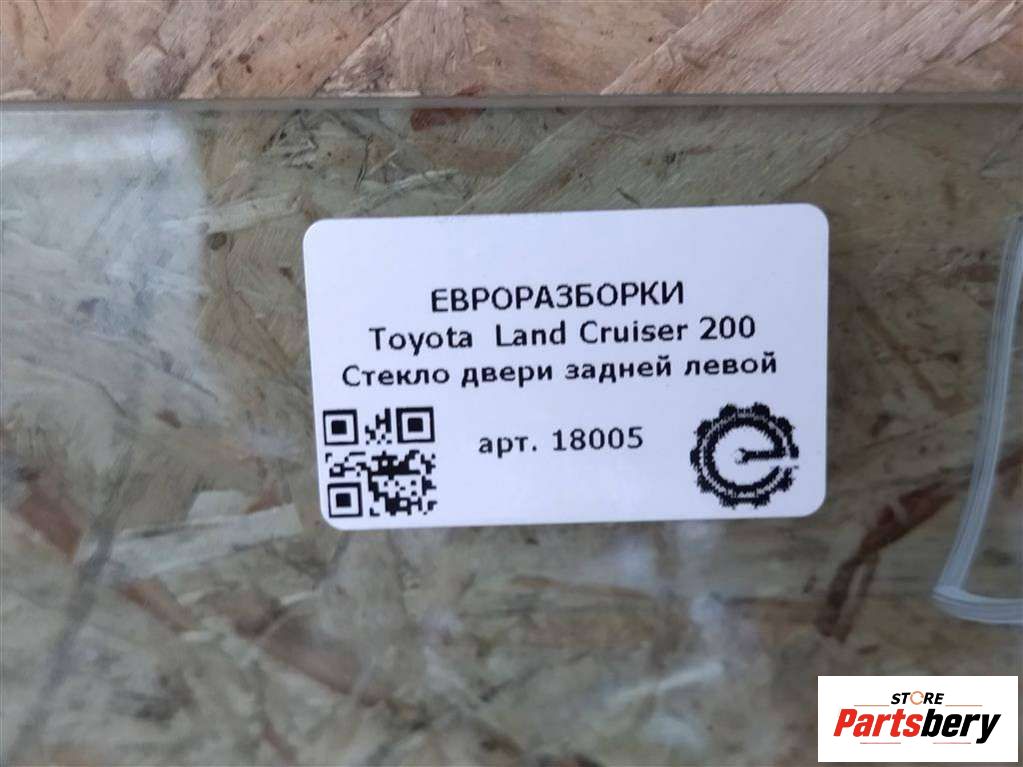 ЕВРОРАЗБОРКИ
Toyota Land Cruiser 200
Стекло двери задней левой
арт. 18005
STORE
Partsbery